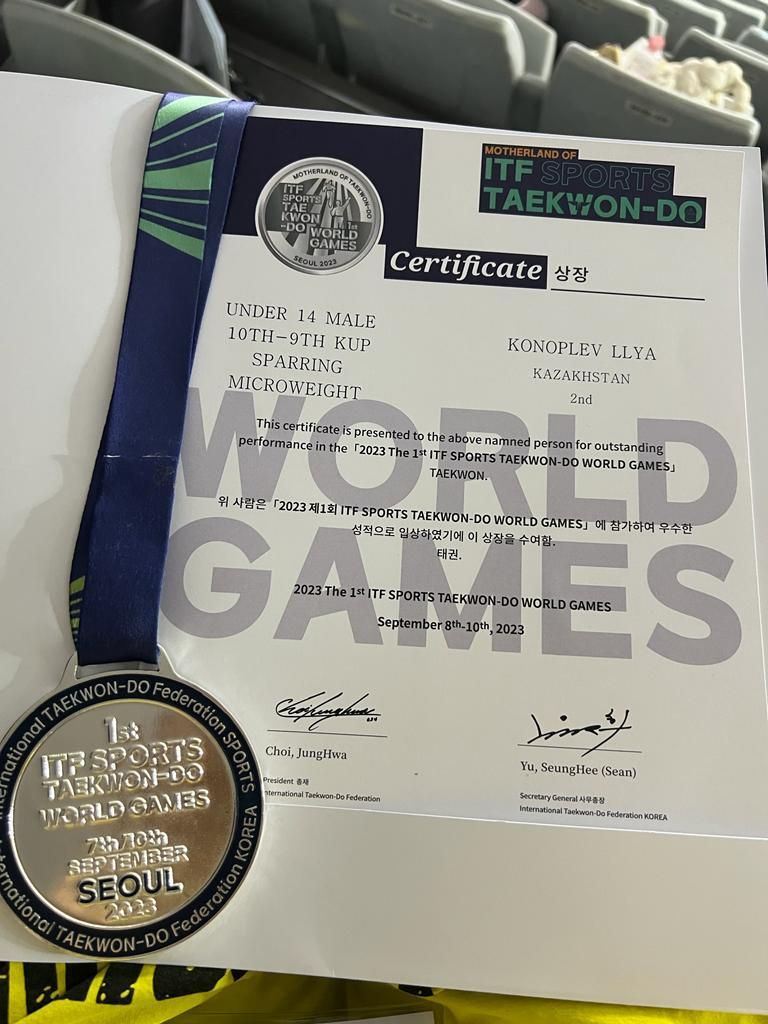 MOTHERLAND OF
ITF SPORTS
TAEKWON-DO
MOTHERLAND OF TAEKWON-DO
ITF
SPORTS
TAE
KWON
-DO
1st
WORLD
GAMES
SEOUL 2023
Certificate 상장
UNDER 14 MALE
10TH-9TH KUP
SPARRING
MICROWEIGHT
KONOPLEV LLYA
KAZAKHSTAN
2nd
WORLD
GAMES
This certificate is presented to the above namned person for outstanding
performance in the「2023 The 1st ITF SPORTS TAEKWON-DO WORLD GAMES」
TAEKWON.
위 사람은「2023 제1회 ITF SPORTS TAEKWON-DO WORLD GAMES」에 참가하여 우수한
성적으로 입상하였기에 이 상장을 수여함.
태권.
2023 The 1st ITF SPORTS TAEKWON-DO WORLD GAMES
September 8th-10th, 2023
Choi, JungHwa
President 총재
International Taekwon-Do Federation
Yu, SeungHee (Sean)
Secretary General 사무총장
International Taekwon-Do Federation KOREA
International TAEKWON-DO Federation SPORTS
1st
ITF SPORTS
TAEKWON-DO
WORLD GAMES
7th/10th
SEPTEMBER
SEOUL
2023
International TAEKWON-DO Federation KOREA